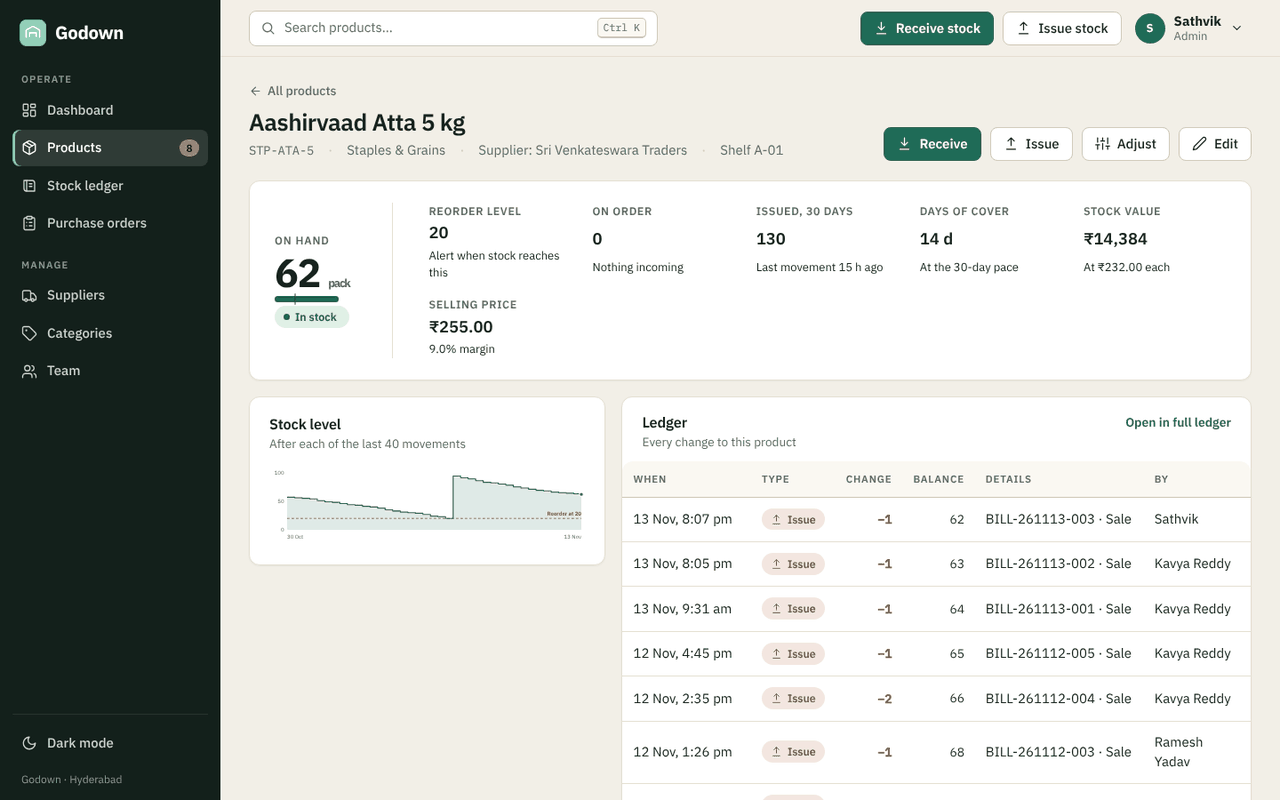 Godown
OPERATE
Dashboard
Products 8
Stock ledger
Purchase orders
MANAGE
Suppliers
Categories
Team
Dark mode
Godown · Hyderabad
Search products... Ctrl K
Receive stock
Issue stock
S
Sathvik
Admin
← All products
Aashirvaad Atta 5 kg
STP-ATA-5 · Staples & Grains · Supplier: Sri Venkateswara Traders · Shelf A-01
Receive
Issue
Adjust
Edit
ON HAND
62 pack
In stock
REORDER LEVEL
20
Alert when stock reaches
this
ON ORDER
0
Nothing incoming
ISSUED, 30 DAYS
130
Last movement 15 h ago
DAYS OF COVER
14 d
At the 30-day pace
STOCK VALUE
₹14,384
At ₹232.00 each
SELLING PRICE
₹255.00
9.0% margin
Stock level
After each of the last 40 movements
100
50
0
Reorder at 20
30 Oct
13 Nov
Ledger
Every change to this product
Open in full ledger
WHEN TYPE CHANGE BALANCE DETAILS BY
13 Nov, 8:07 pm Issue −1 62 BILL-261113-003 · Sale Sathvik
13 Nov, 8:05 pm Issue −1 63 BILL-261113-002 · Sale Kavya Reddy
13 Nov, 9:31 am Issue −1 64 BILL-261113-001 · Sale Kavya Reddy
12 Nov, 4:45 pm Issue −1 65 BILL-261112-005 · Sale Kavya Reddy
12 Nov, 2:35 pm Issue −2 66 BILL-261112-004 · Sale Kavya Reddy
12 Nov, 1:26 pm Issue −1 68 BILL-261112-003 · Sale Ramesh
Yadav